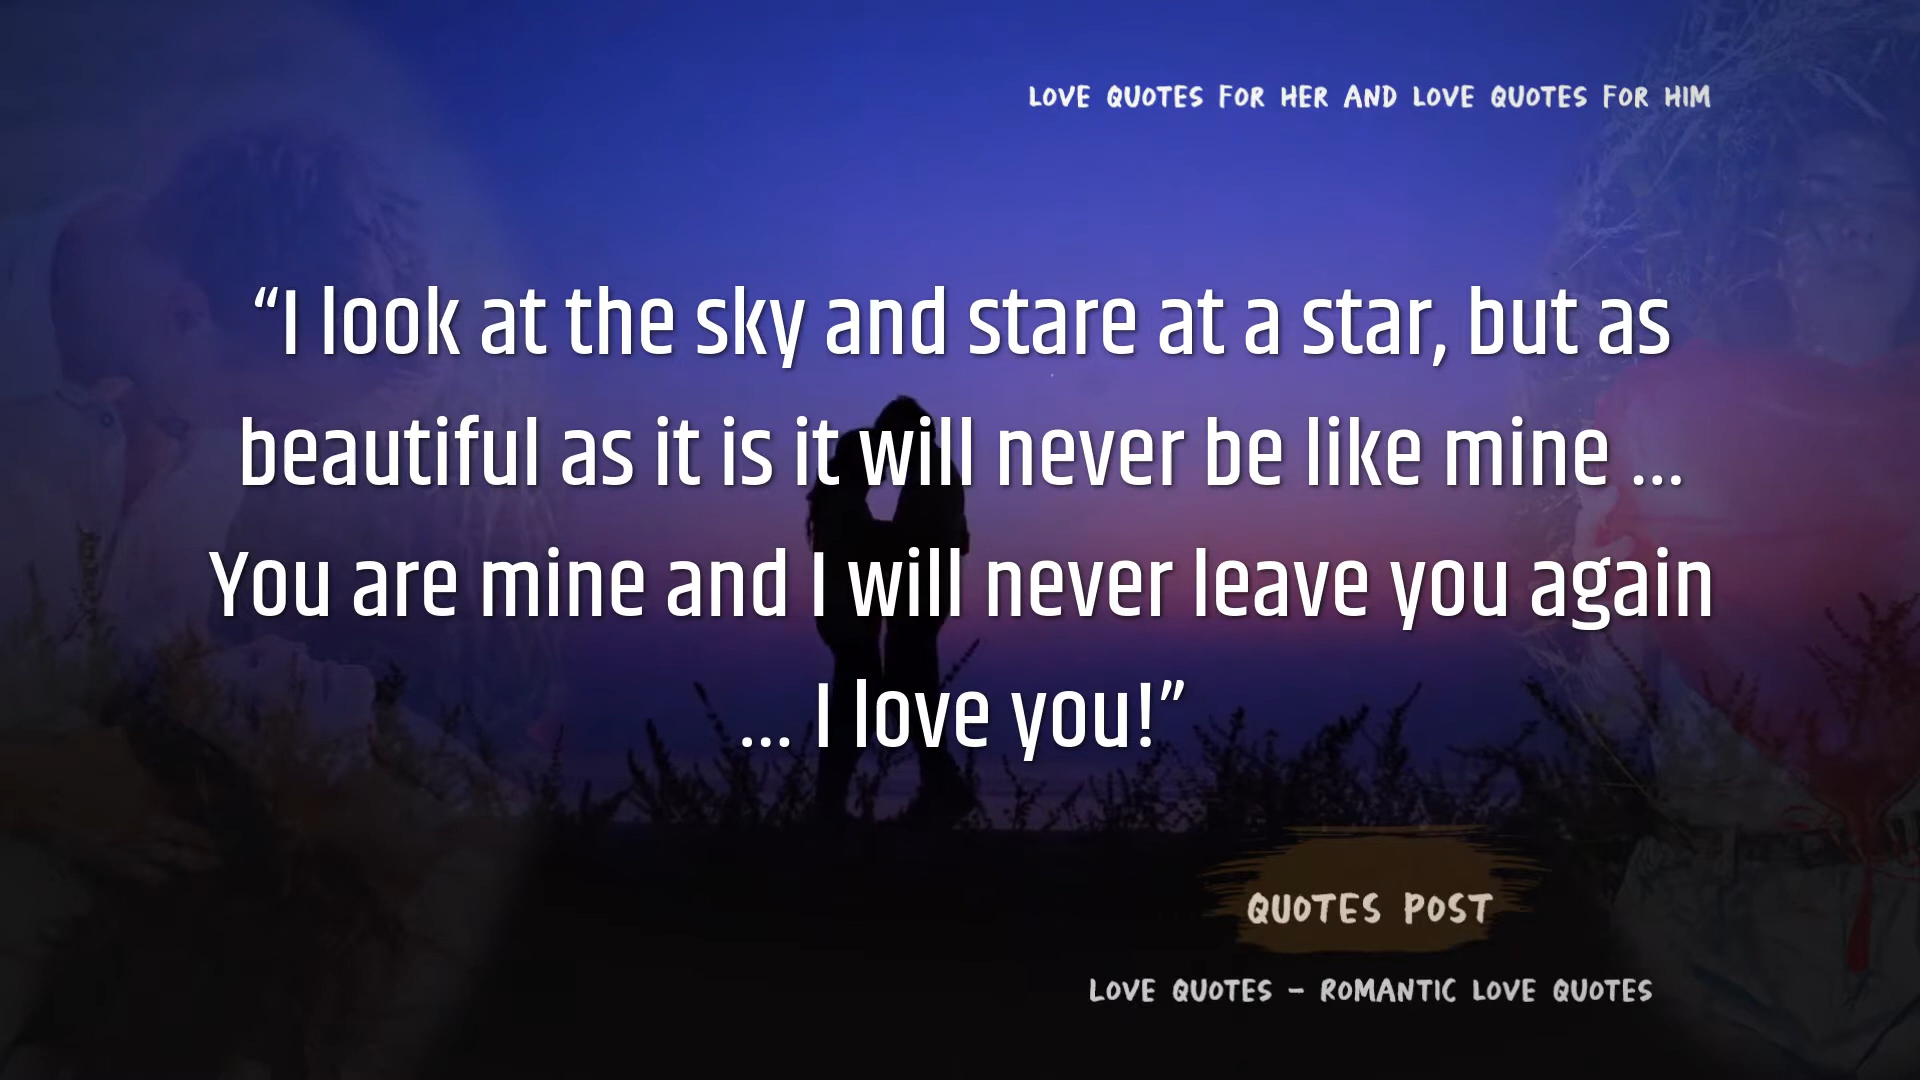 LOVE QUOTES FOR HER AND LOVE QUOTES FOR HIM
“I look at the sky and stare at a star, but as
beautiful as it is it will never be like mine ...
You are mine and I will never leave you again
... I love you!”
QUOTES POST
LOVE QUOTES – ROMANTIC LOVE QUOTES